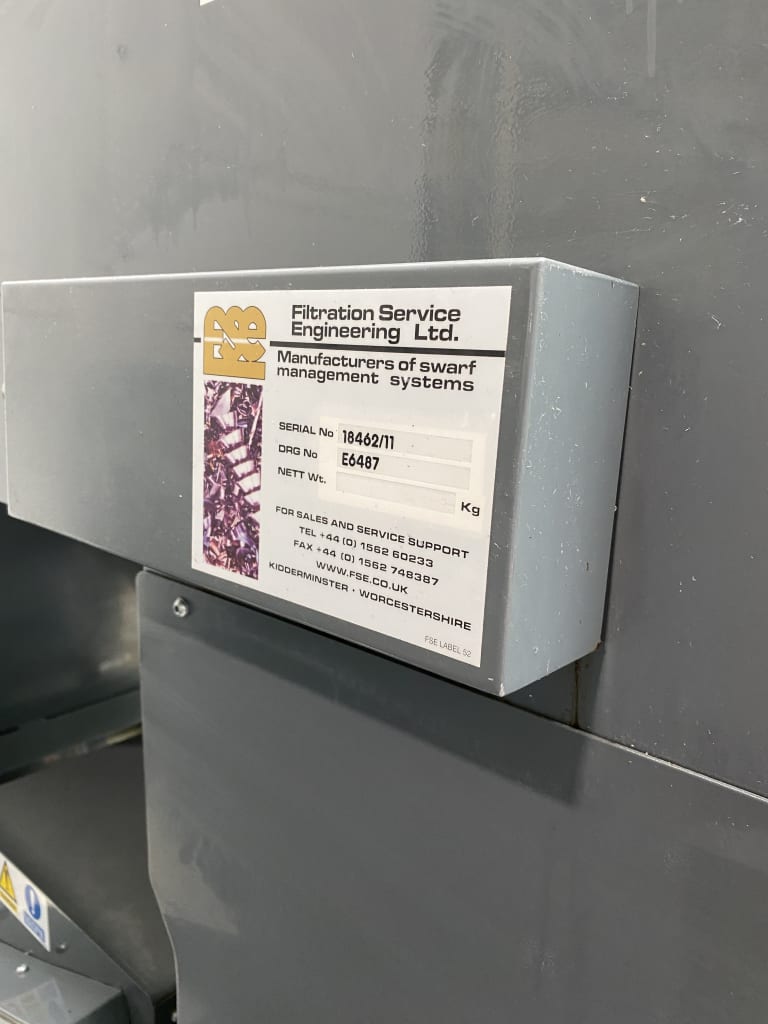 Filtration Service
Engineering Ltd.
Manufacturers of swarf
management systems
SERIAL No 18462/11
DRG No E6487
NETT Wt. Kg
FOR SALES AND SERVICE SUPPORT
TEL +44 (0) 1562 60233
FAX +44 (0) 1562 748387
WWW.FSE.CO.UK
KIDDERMINSTER · WORCESTERSHIRE
FSE LABEL 52